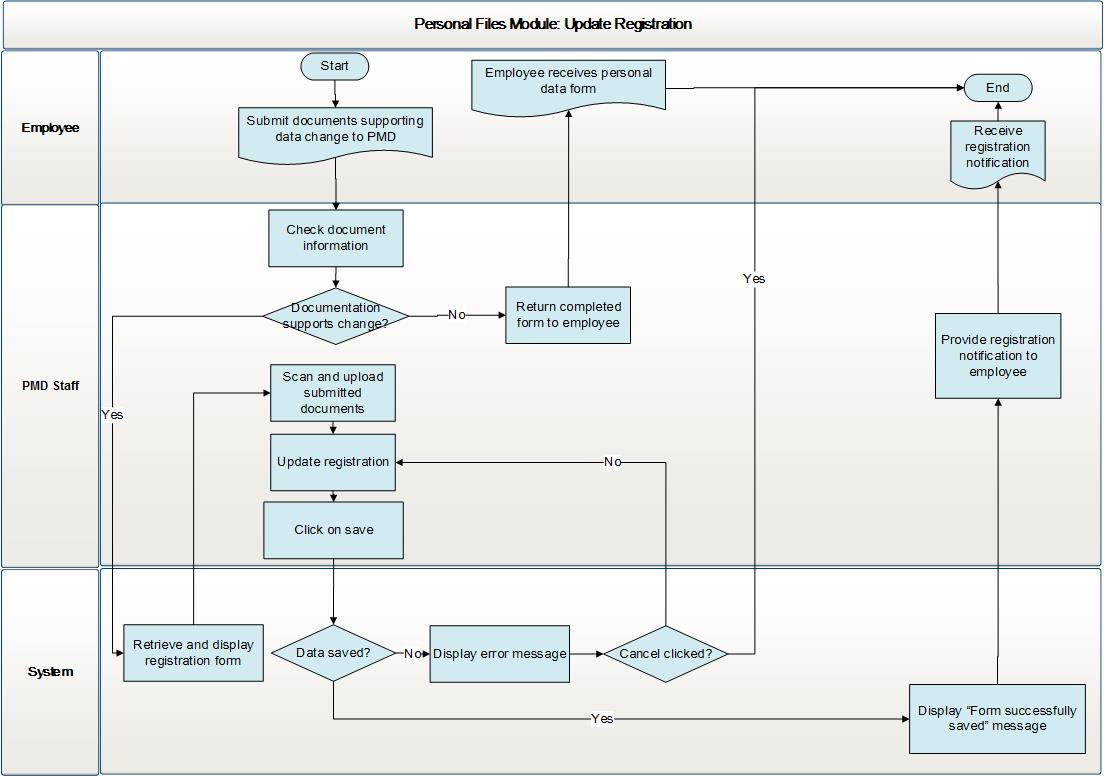 Personal Files Module: Update Registration
Employee
Start
Submit documents supporting
data change to PMD
Employee receives personal
data form
End
Receive
registration
notification
PMD Staff
Check document
information
Documentation
supports change?
No
Return completed
form to employee
Yes
Yes
Provide registration
notification to
employee
Scan and upload
submitted
documents
Update registration
No
Click on save
System
Retrieve and display
registration form
Data saved?
No
Display error message
Cancel clicked?
Yes
Display “Form successfully
saved” message